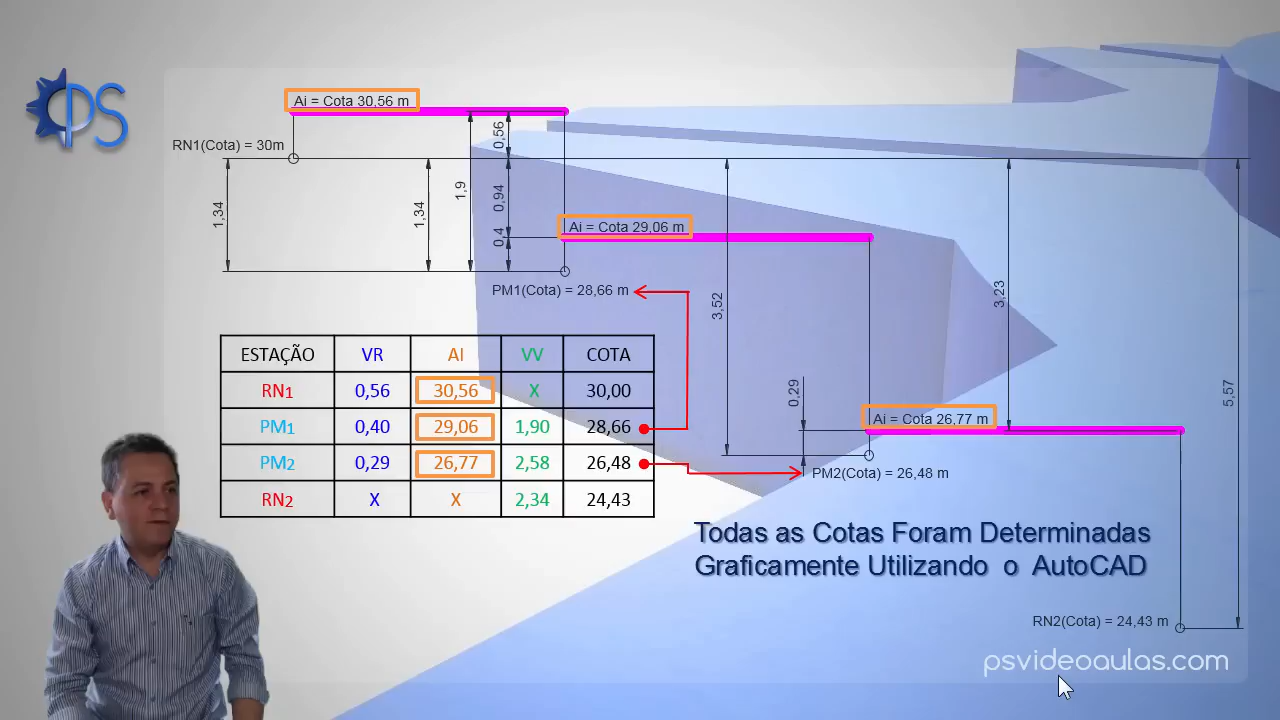 PS
Ai = Cota 30,56 m
RN1(Cota) = 30m
0,56
1,34
1,34
1,9
0,94
0,4
Ai = Cota 29,06 m
PM1(Cota) = 28,66 m
3,52
3,23
0,29
5,57
Ai = Cota 26,77 m
PM2(Cota) = 26,48 m
ESTAÇÃO VR AI VV COTA
RN1 0,56 30,56 X 30,00
PM1 0,40 29,06 1,90 28,66
PM2 0,29 26,77 2,58 26,48
RN2 X X 2,34 24,43
Todas as Cotas Foram Determinadas
Graficamente Utilizando o AutoCAD
RN2(Cota) = 24,43 m
psvideoaulas.com